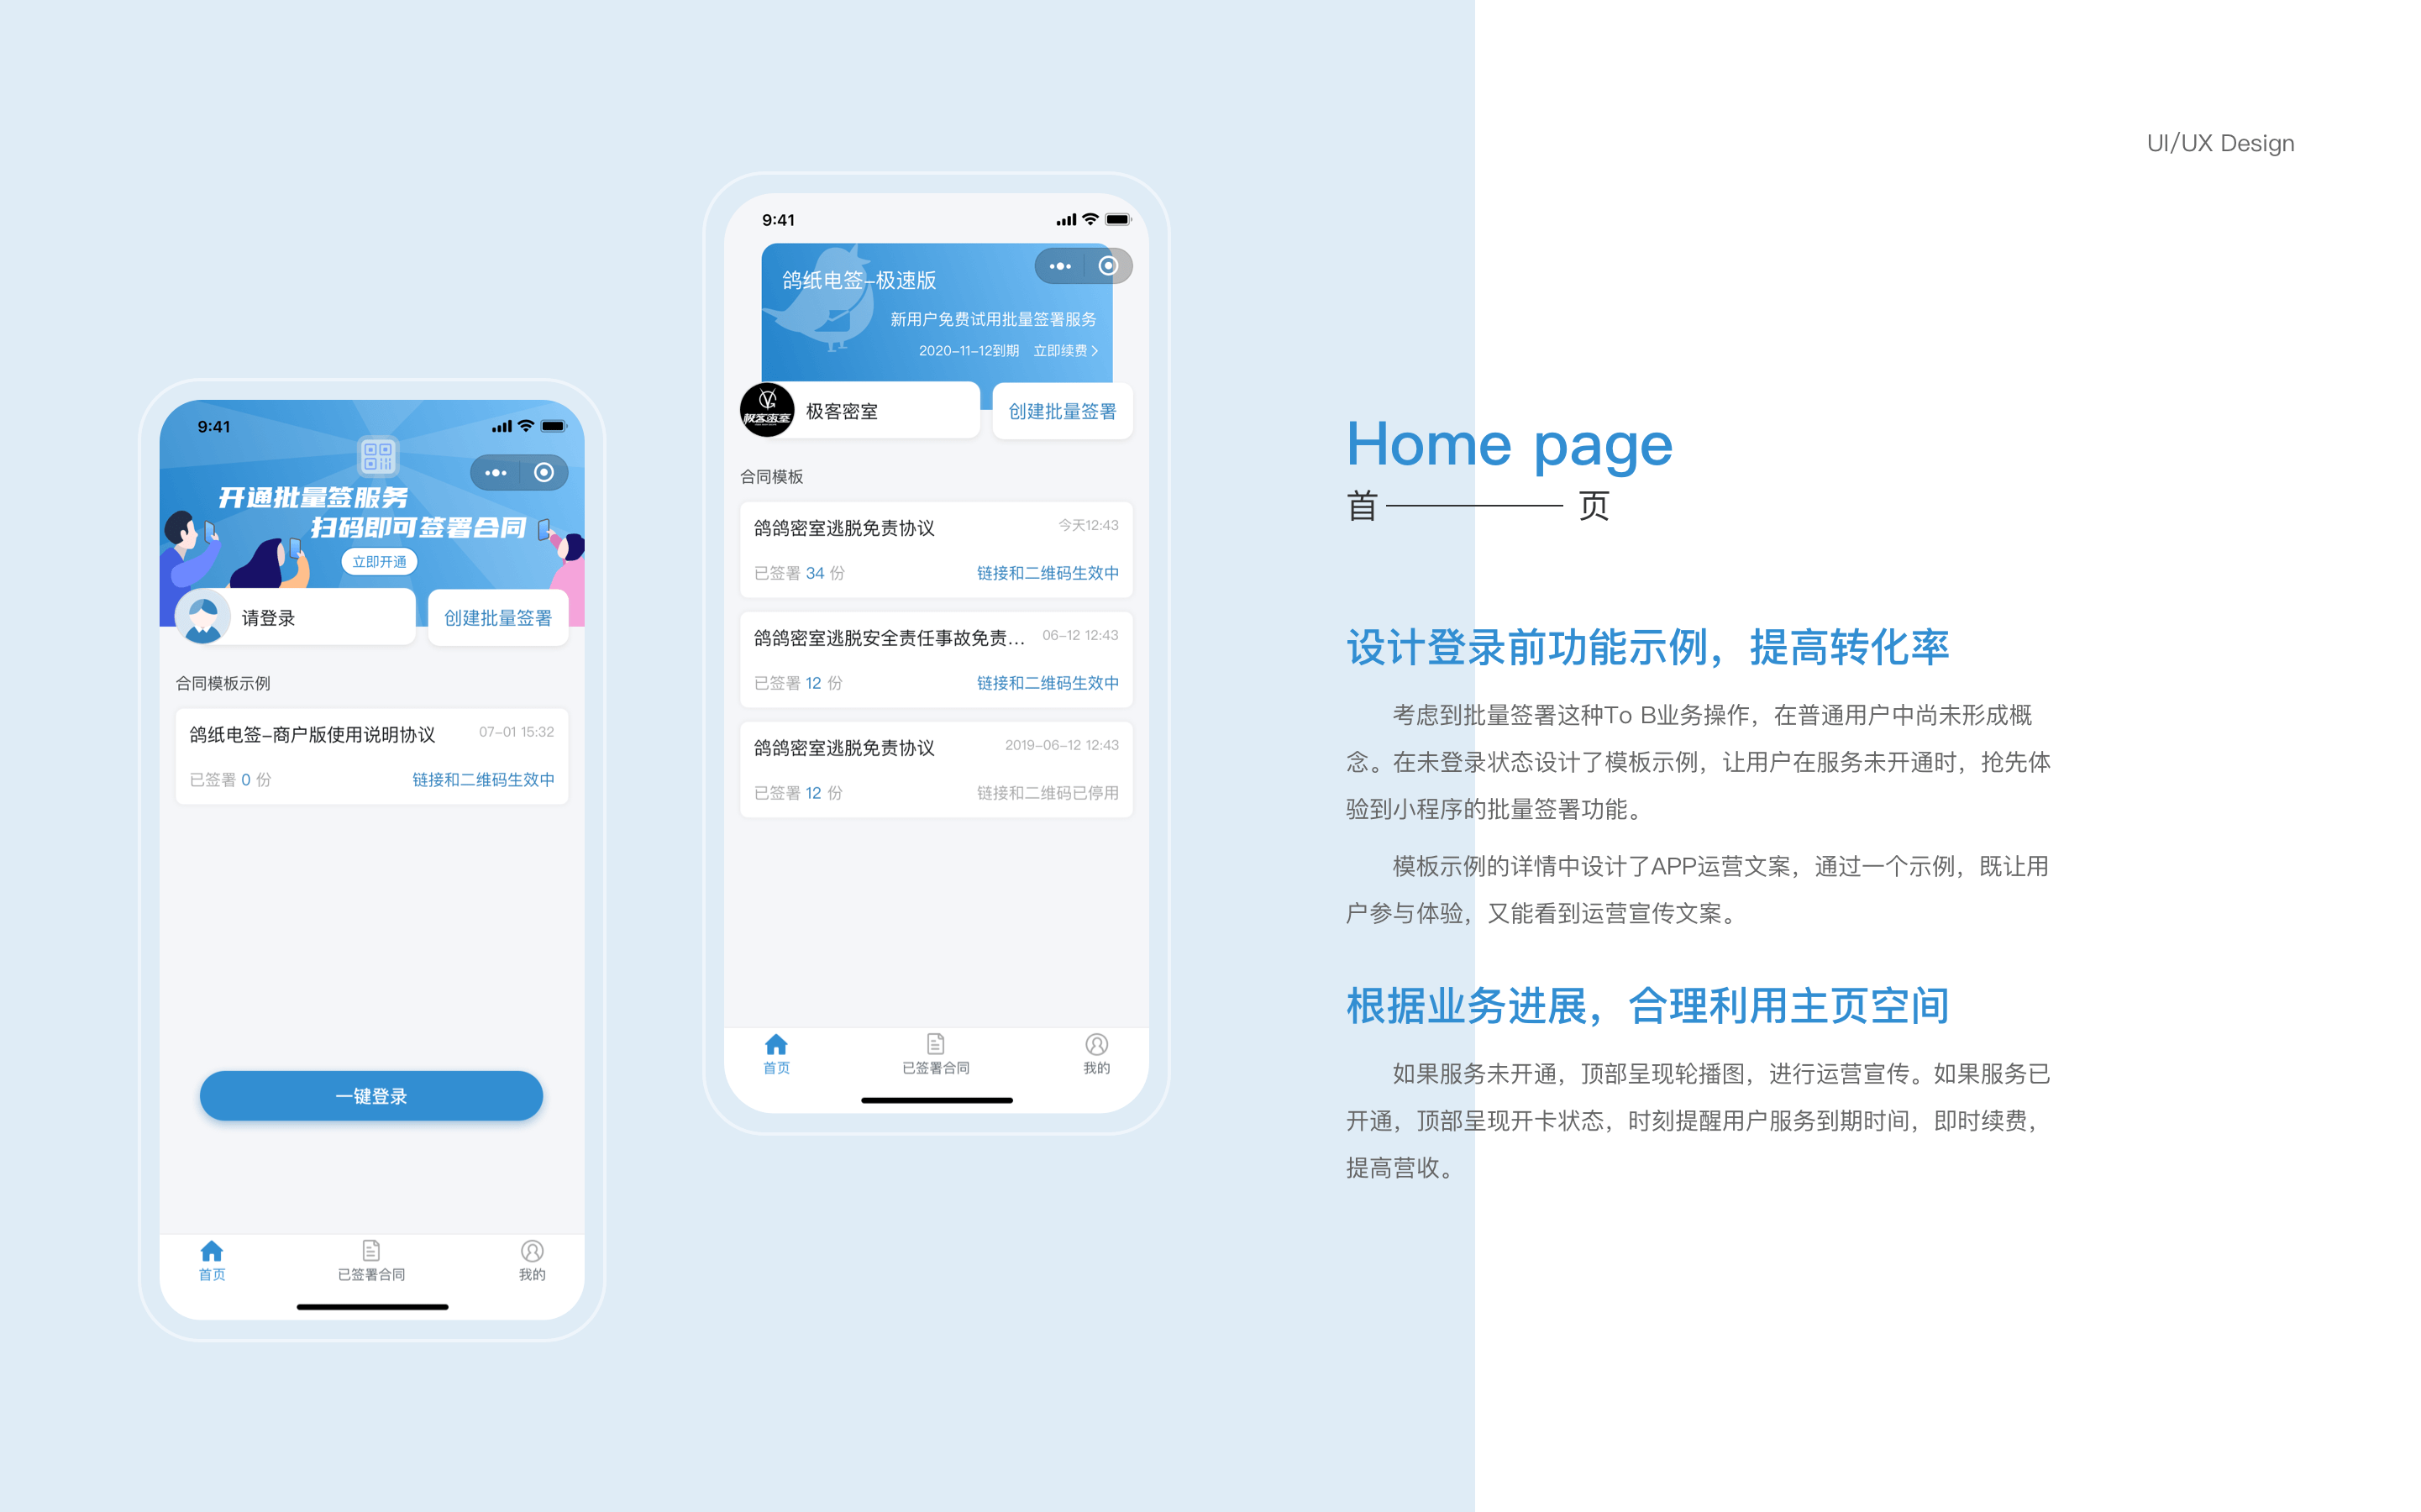 UI/UX Design
9:41
开通批量签服务
扫码即可签署合同
立即开通
请登录
创建批量签署
合同模板示例
鸽纸电签-商户版使用说明协议
07-01 15:32
已签署 0 份
链接和二维码生效中
一键登录
首页
已签署合同
我的
9:41
鸽纸电签-极速版
新用户免费试用批量签署服务
2020-11-12到期 立即续费
极客密室
极客密室
创建批量签署
合同模板
鸽鸽密室逃脱免责协议
今天12:43
已签署 34 份
链接和二维码生效中
鸽鸽密室逃脱安全责任事故免责...
06-12 12:43
已签署 12 份
链接和二维码生效中
鸽鸽密室逃脱免责协议
2019-06-12 12:43
已签署 12 份
链接和二维码已停用
首页
已签署合同
我的
Home page
首 页
设计登录前功能示例，提高转化率
考虑到批量签署这种To B业务操作，在普通用户中尚未形成概
念。在未登录状态设计了模板示例，让用户在服务未开通时，抢先体
验到小程序的批量签署功能。
模板示例的详情中设计了APP运营文案，通过一个示例，既让用
户参与体验，又能看到运营宣传文案。
根据业务进展，合理利用主页空间
如果服务未开通，顶部呈现轮播图，进行运营宣传。如果服务已
开通，顶部呈现开卡状态，时刻提醒用户服务到期时间，即时续费，
提高营收。